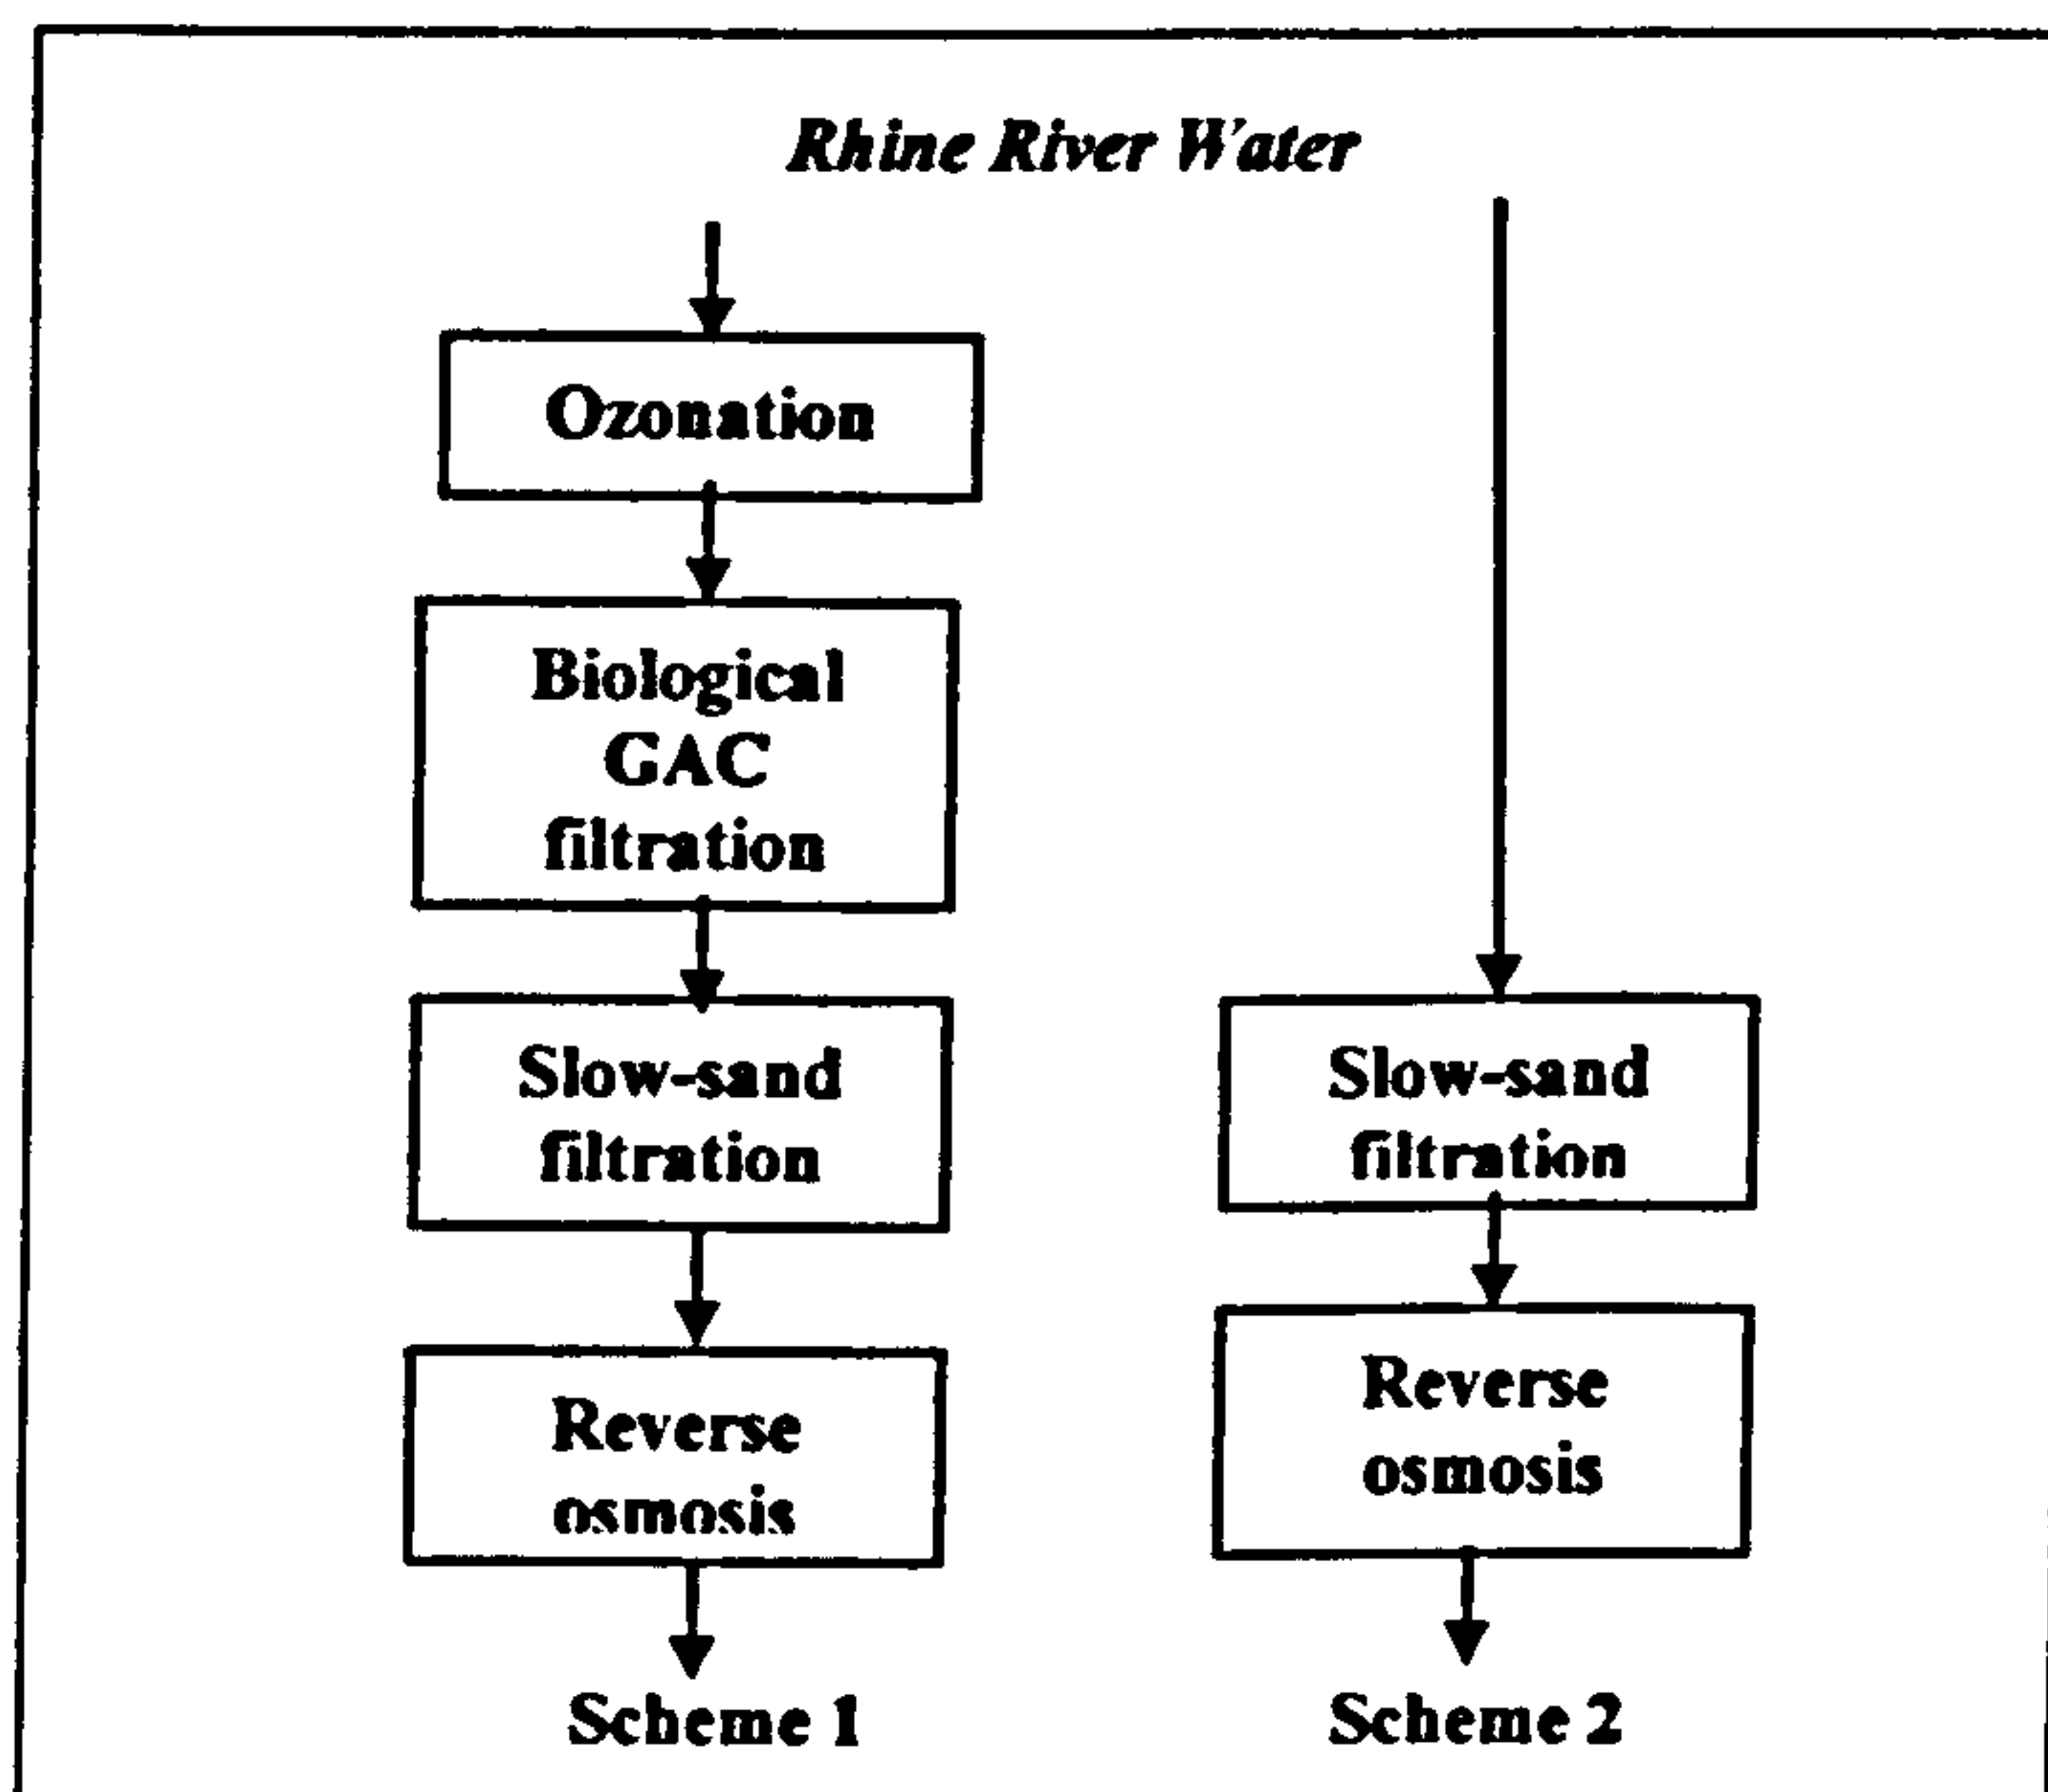 Rhine River Water
Ozonation
Biological
GAC
filtration
Slow-sand
filtration
Reverse
osmosis
Scheme 1
Slow-sand
filtration
Reverse
osmosis
Scheme 2